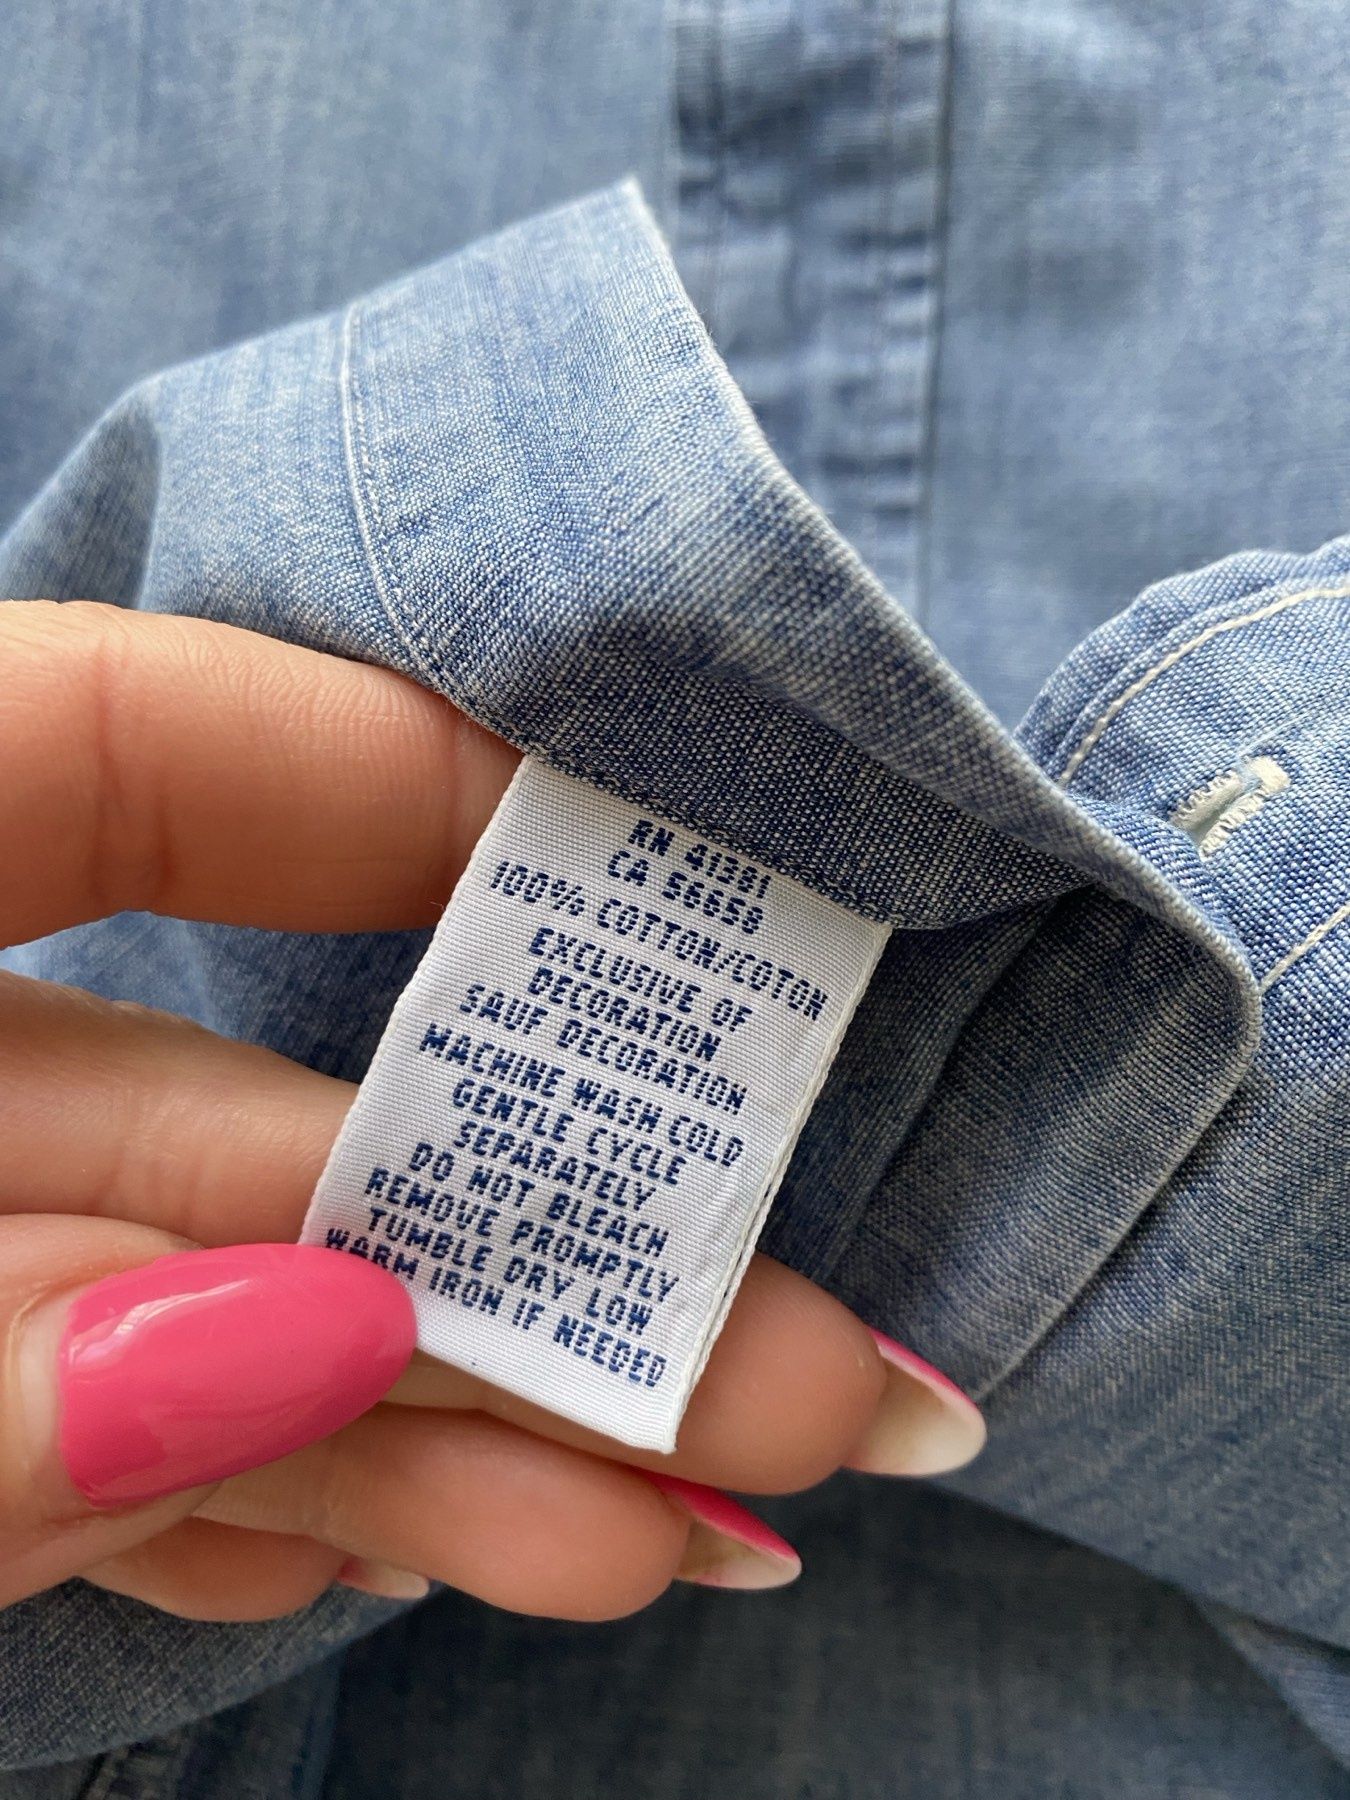 RN 41381
CA 56658
100% COTTON/COTON
EXCLUSIVE OF
DECORATION
SAUF DECORATION
MACHINE WASH COLD
GENTLE CYCLE
SEPARATELY
DO NOT BLEACH
REMOVE PROMPTLY
TUMBLE DRY LOW
WARM IRON IF NEEDED